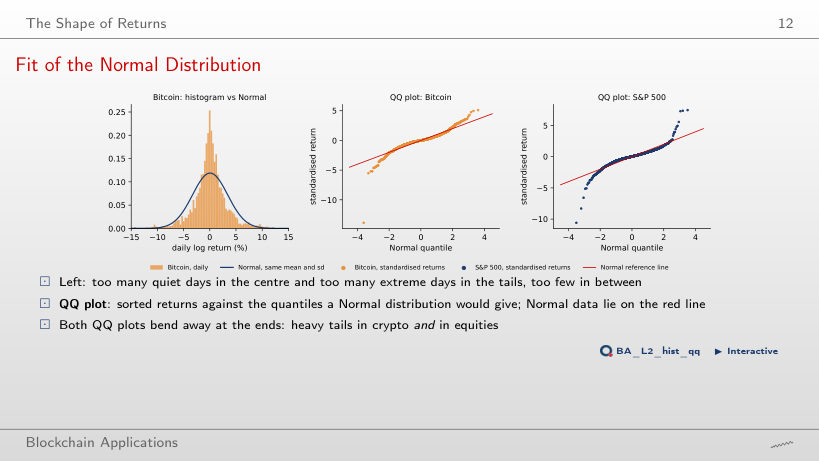 The Shape of Returns 12
Fit of the Normal Distribution
Bitcoin: histogram vs Normal
0.25
0.20
0.15
0.10
0.05
0.00
−15 −10 −5 0 5 10 15
daily log return (%)
QQ plot: Bitcoin
standardised return
5
0
−5
−10
−4 −2 0 2 4
Normal quantile
QQ plot: S&P 500
standardised return
5
0
−5
−10
−4 −2 0 2 4
Normal quantile
Bitcoin, daily Normal, same mean and sd Bitcoin, standardised returns S&P 500, standardised returns Normal reference line
Left: too many quiet days in the centre and too many extreme days in the tails, too few in between
QQ plot: sorted returns against the quantiles a Normal distribution would give; Normal data lie on the red line
Both QQ plots bend away at the ends: heavy tails in crypto and in equities
BA_L2_hist_qq ▶ Interactive
Blockchain Applications